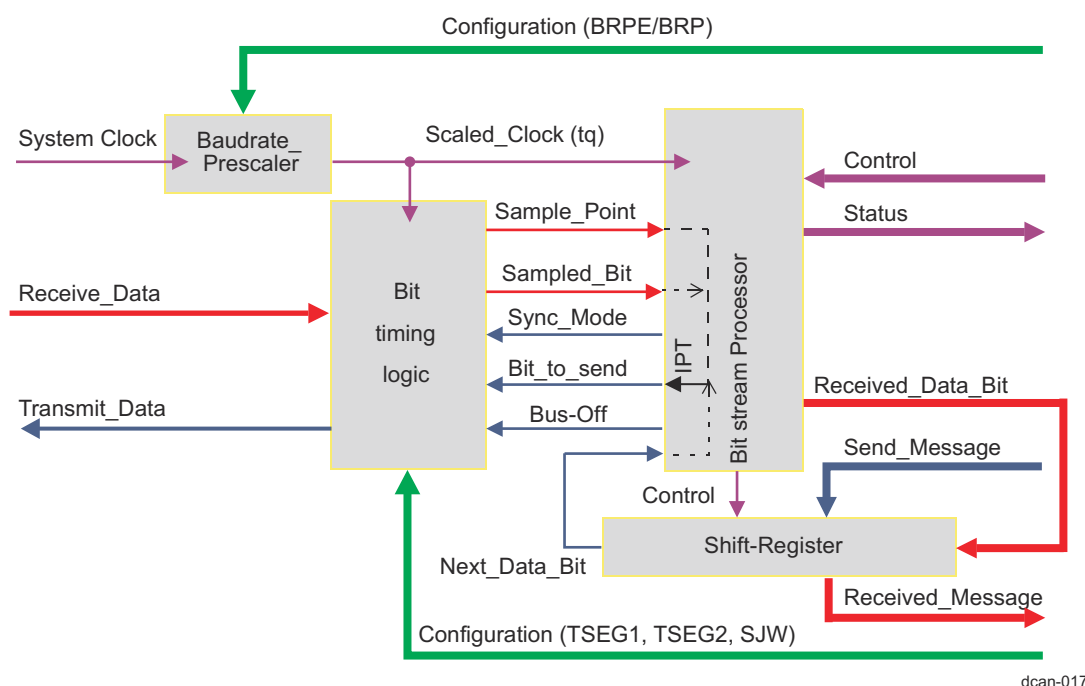 Configuration (BRPE/BRP)
System Clock
Baudrate_
Prescaler
Scaled_Clock (tq)
Control
Sample_Point
Status
Sampled_Bit
Receive_Data
Bit
timing
logic
Sync_Mode
IPT
Bit stream Processor
Bit_to_send
Received_Data_Bit
Transmit_Data
Bus-Off
Send_Message
Control
Shift-Register
Next_Data_Bit
Received_Message
Configuration (TSEG1, TSEG2, SJW)
dcan-017